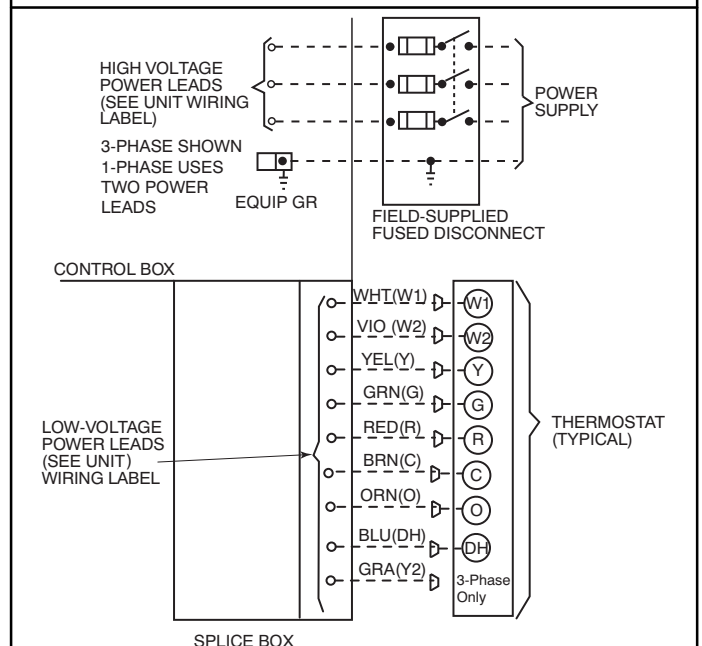 HIGH VOLTAGE
POWER LEADS
(SEE UNIT WIRING
LABEL)
POWER
SUPPLY
3-PHASE SHOWN
1-PHASE USES
TWO POWER
LEADS
EQUIP GR
FIELD-SUPPLIED
FUSED DISCONNECT
CONTROL BOX
WHT(W1)
W1
VIO (W2)
W2
YEL(Y)
Y
GRN(G)
G
RED(R)
R
BRN(C)
C
ORN(O)
O
BLU(DH)
DH
GRA(Y2)
3-Phase
Only
LOW-VOLTAGE
POWER LEADS
(SEE UNIT)
WIRING LABEL
THERMOSTAT
(TYPICAL)
SPLICE BOX